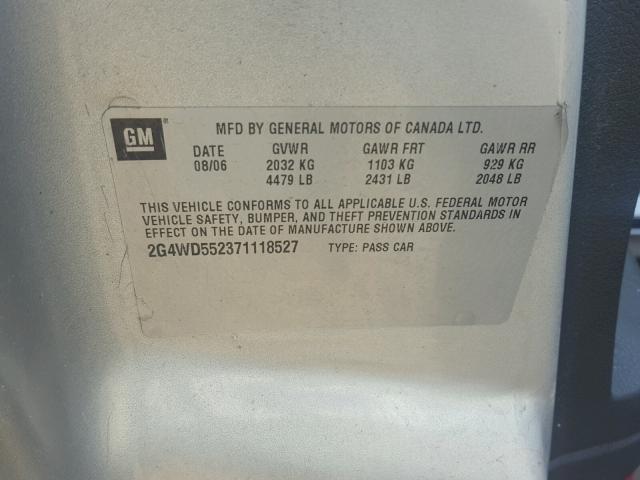 GM MFD BY GENERAL MOTORS OF CANADA LTD.
DATE GVWR GAWR FRT GAWR RR
08/06 2032 KG 1103 KG 929 KG
4479 LB 2431 LB 2048 LB
THIS VEHICLE CONFORMS TO ALL APPLICABLE U.S. FEDERAL MOTOR
VEHICLE SAFETY, BUMPER, AND THEFT PREVENTION STANDARDS IN
EFFECT ON THE DATE OF MANUFACTURE SHOWN ABOVE.
2G4WD552371118527 TYPE: PASS CAR